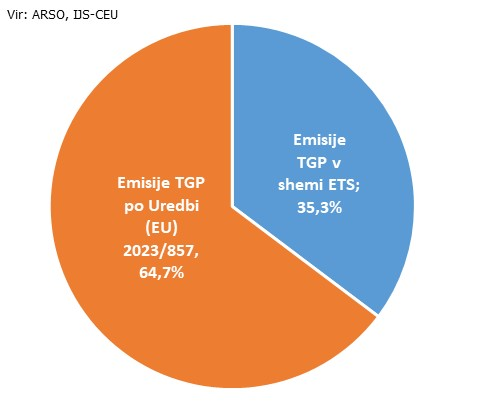 Vir: ARSO, IJS-CEU
Emisije
TGP v
shemi ETS;
35,3%
Emisije TGP
po Uredbi
(EU)
2023/857,
64,7%